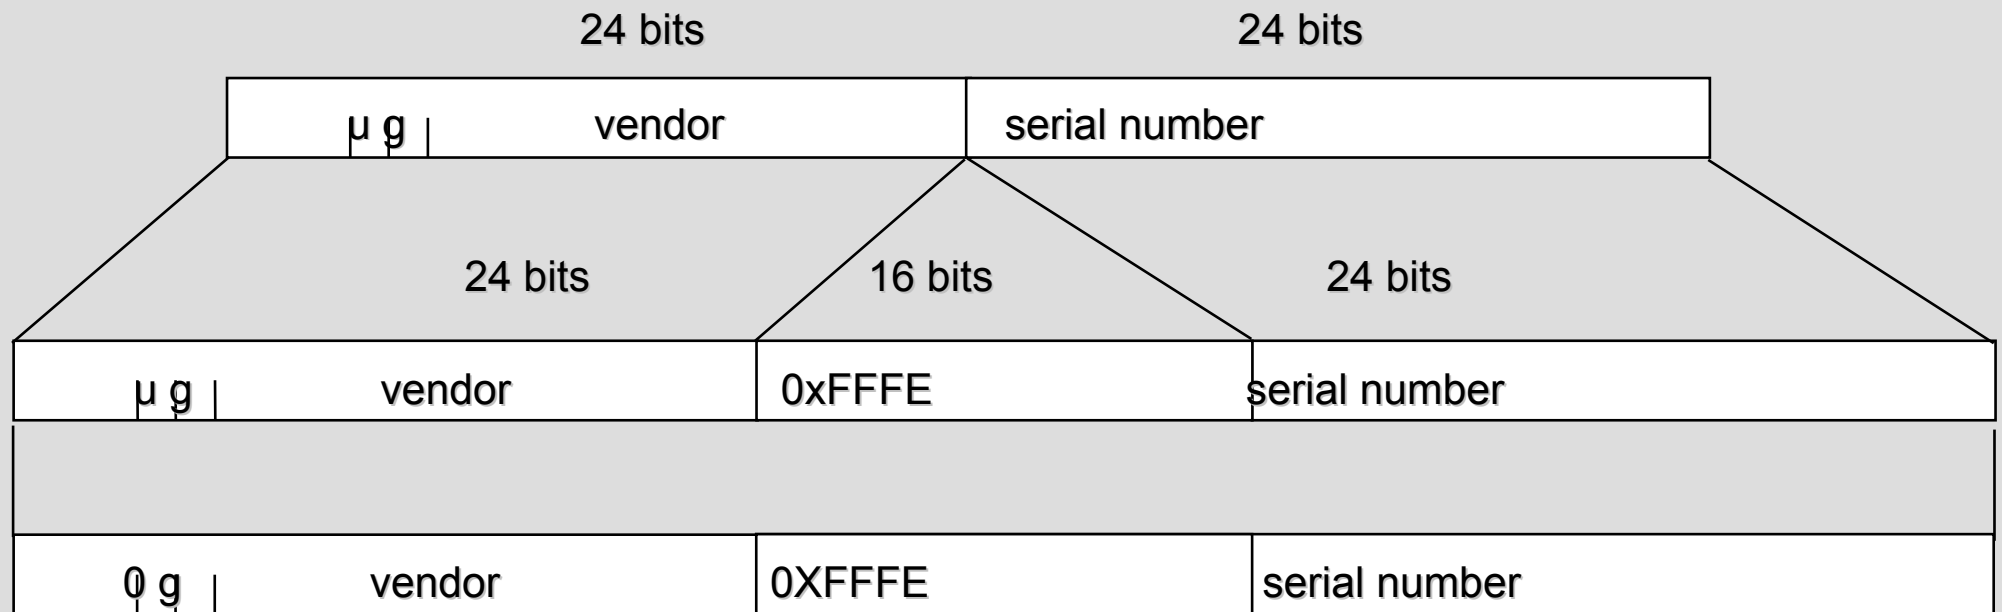 24 bits 24 bits
µ g vendor serial number
24 bits 16 bits 24 bits
µ g vendor 0xFFFE serial number
0 g vendor 0XFFFE serial number